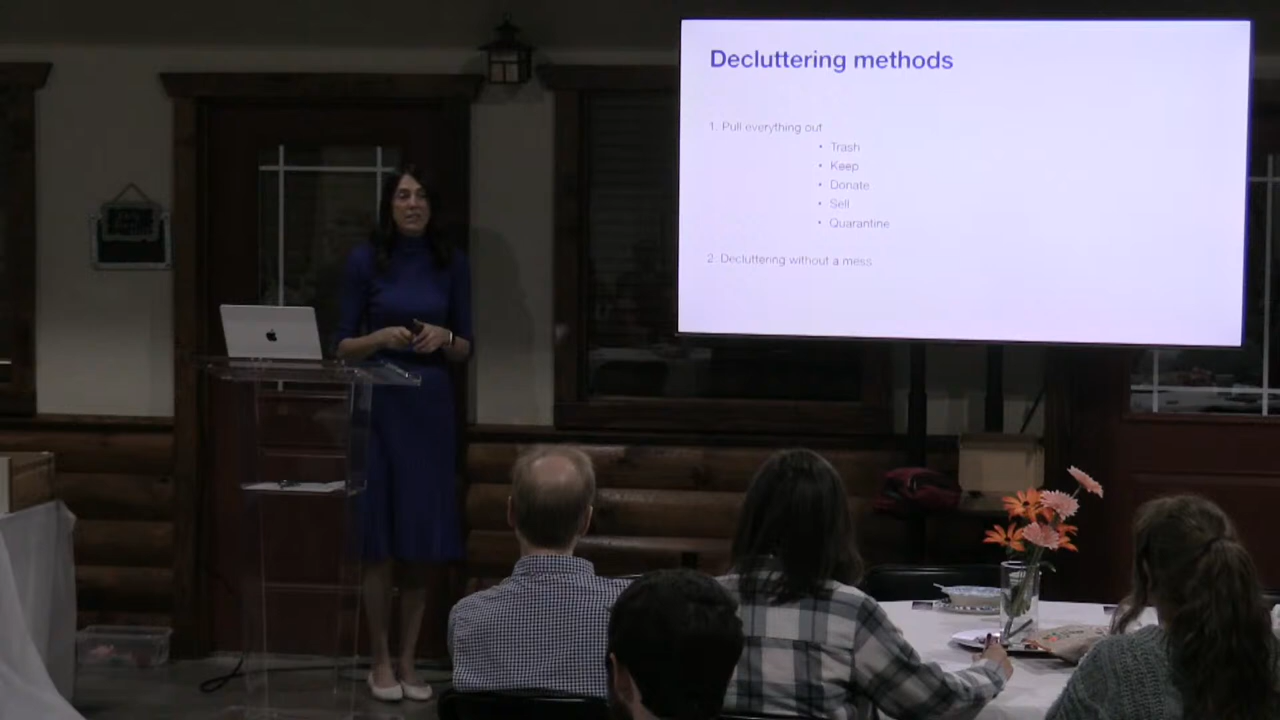 Decluttering methods
1. Pull everything out
• Trash
• Keep
• Donate
• Sell
• Quarantine
2. Decluttering without a mess